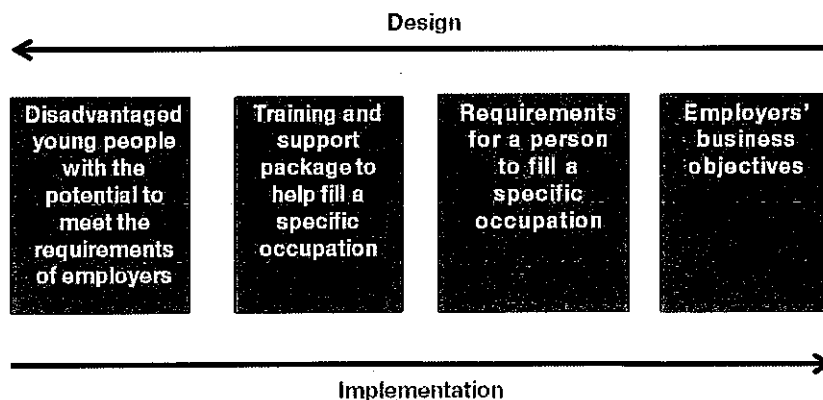 Design
Disadvantaged
young people
with the
potential to
meet the
requirements
of employers
Training and
support
package to
help fill a
specific
occupation
Requirements
for a person
to fill a
specific
occupation
Employers'
business
objectives
Implementation